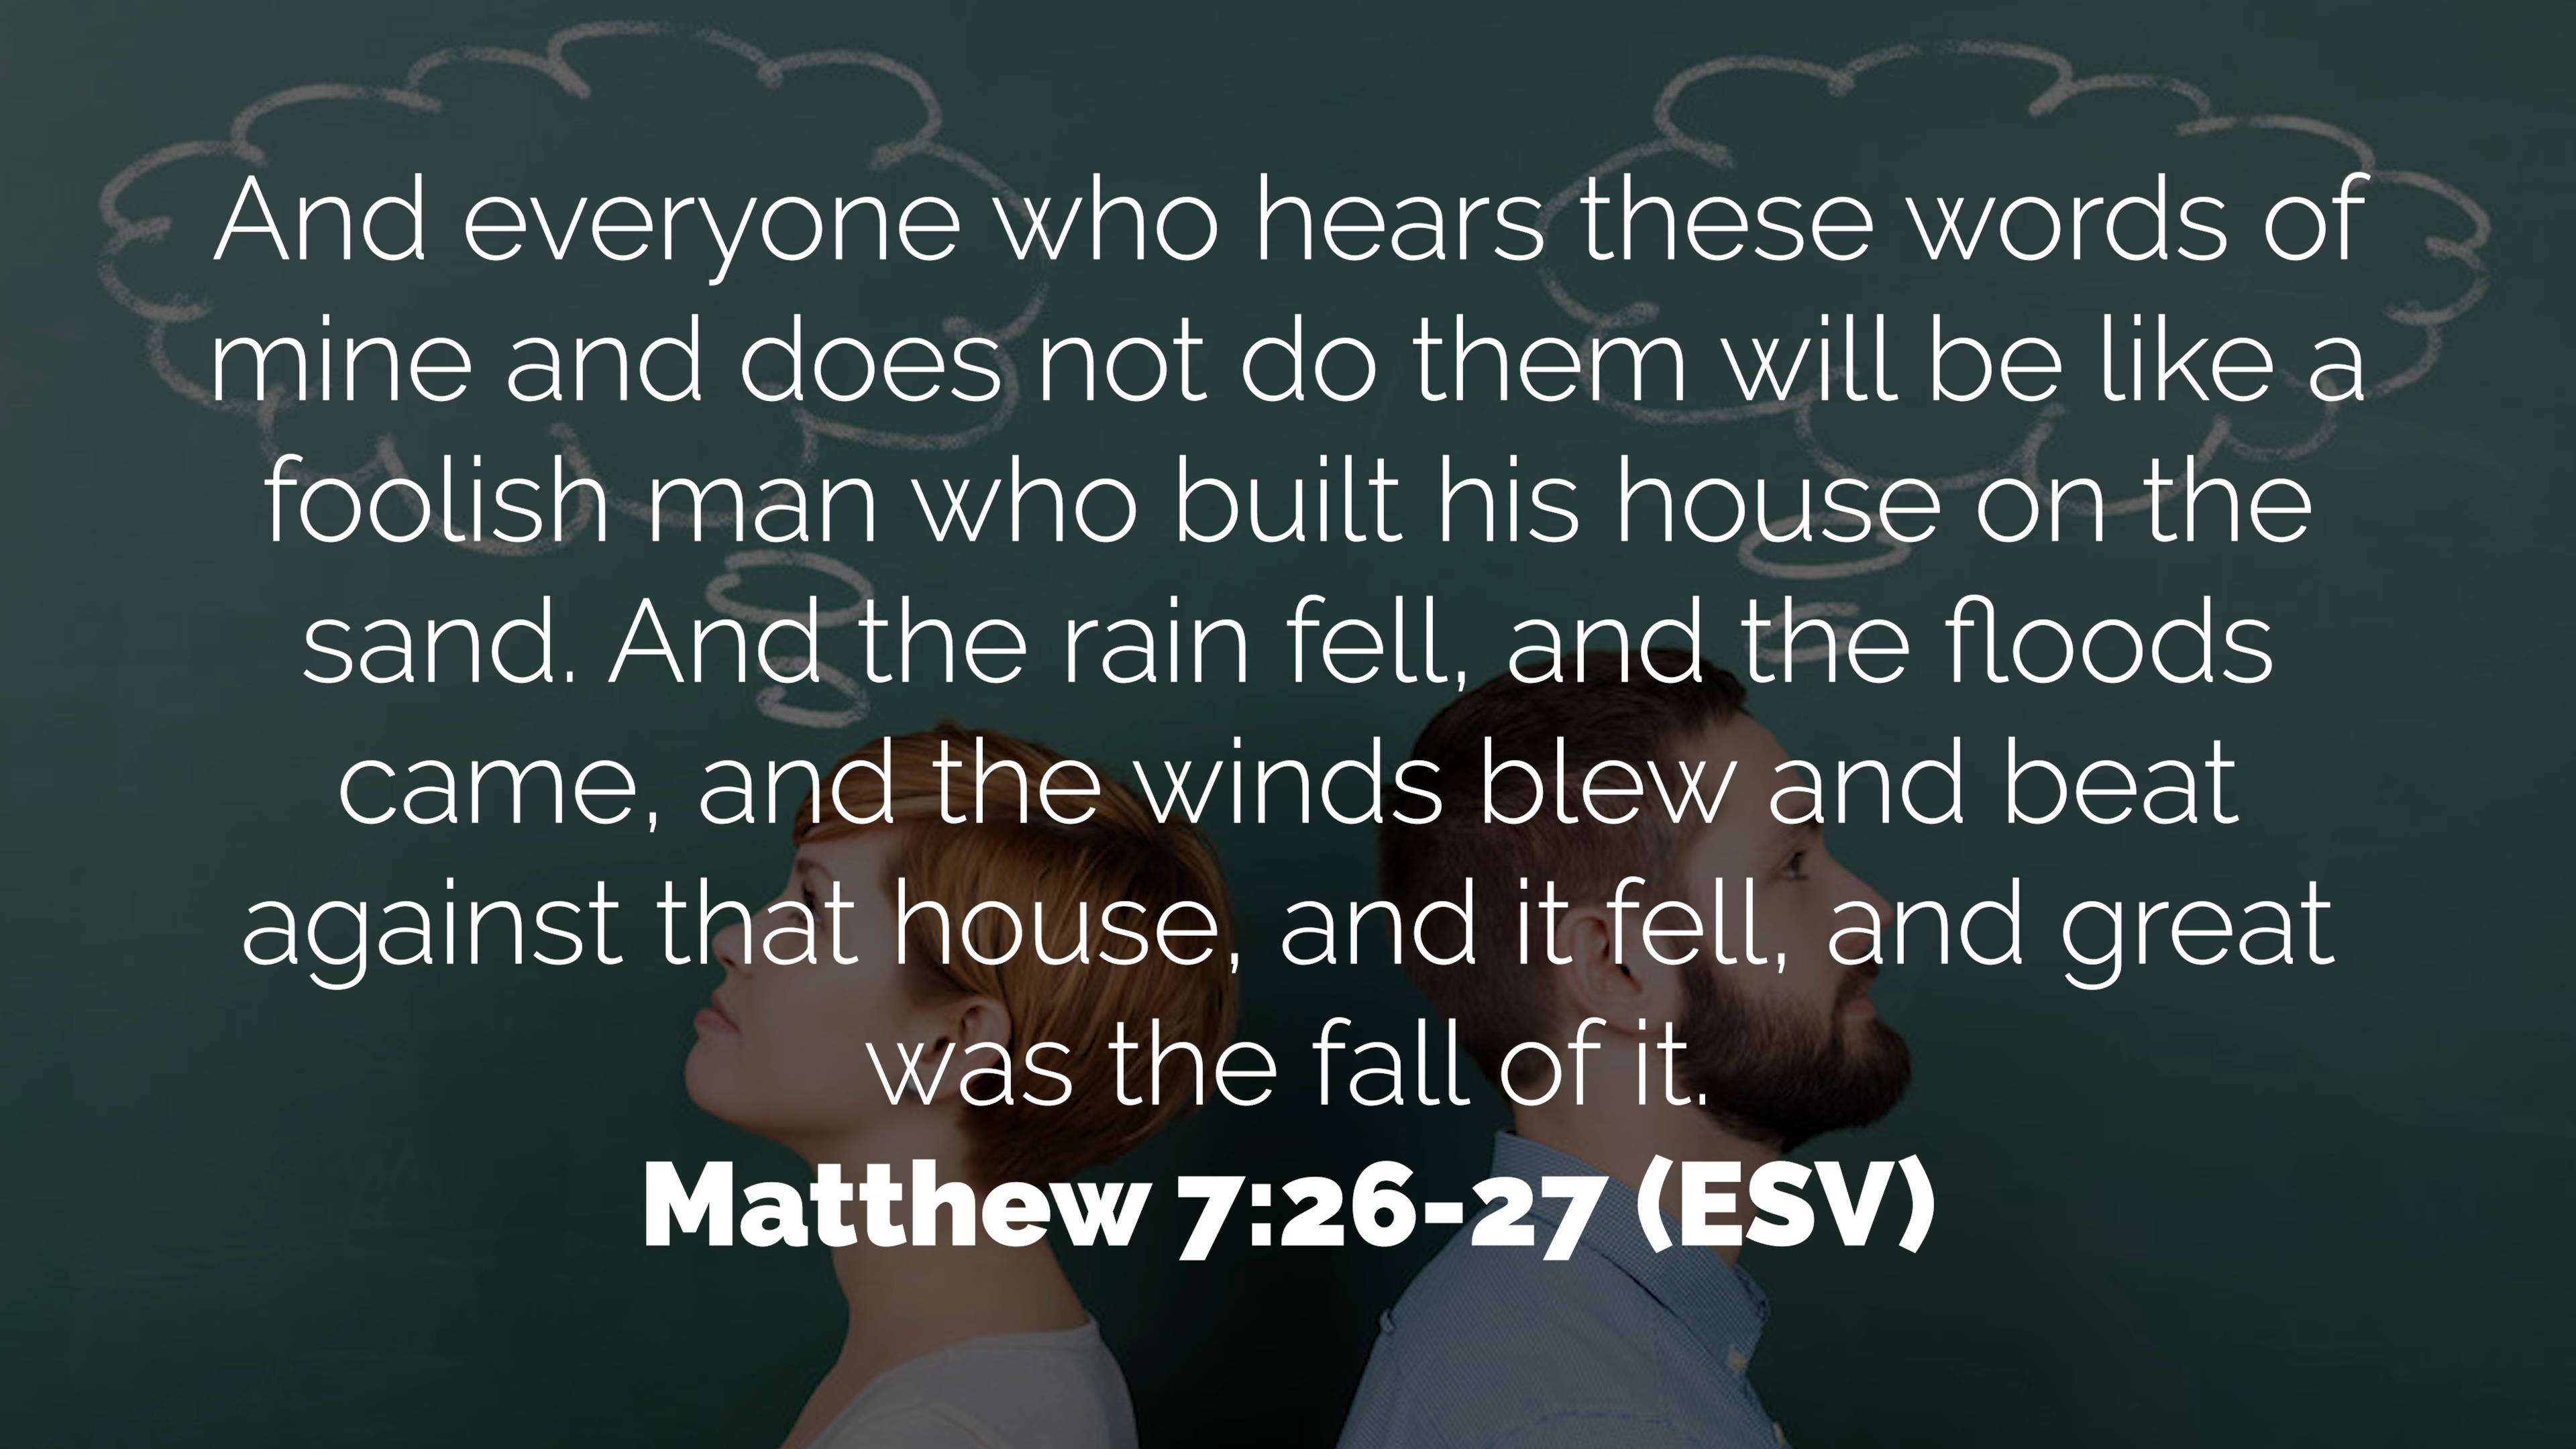 And everyone who hears these words of
mine and does not do them will be like a
foolish man who built his house on the
sand. And the rain fell, and the floods
came, and the winds blew and beat
against that house, and it fell, and great
was the fall of it.
Matthew 7:26-27 (ESV)